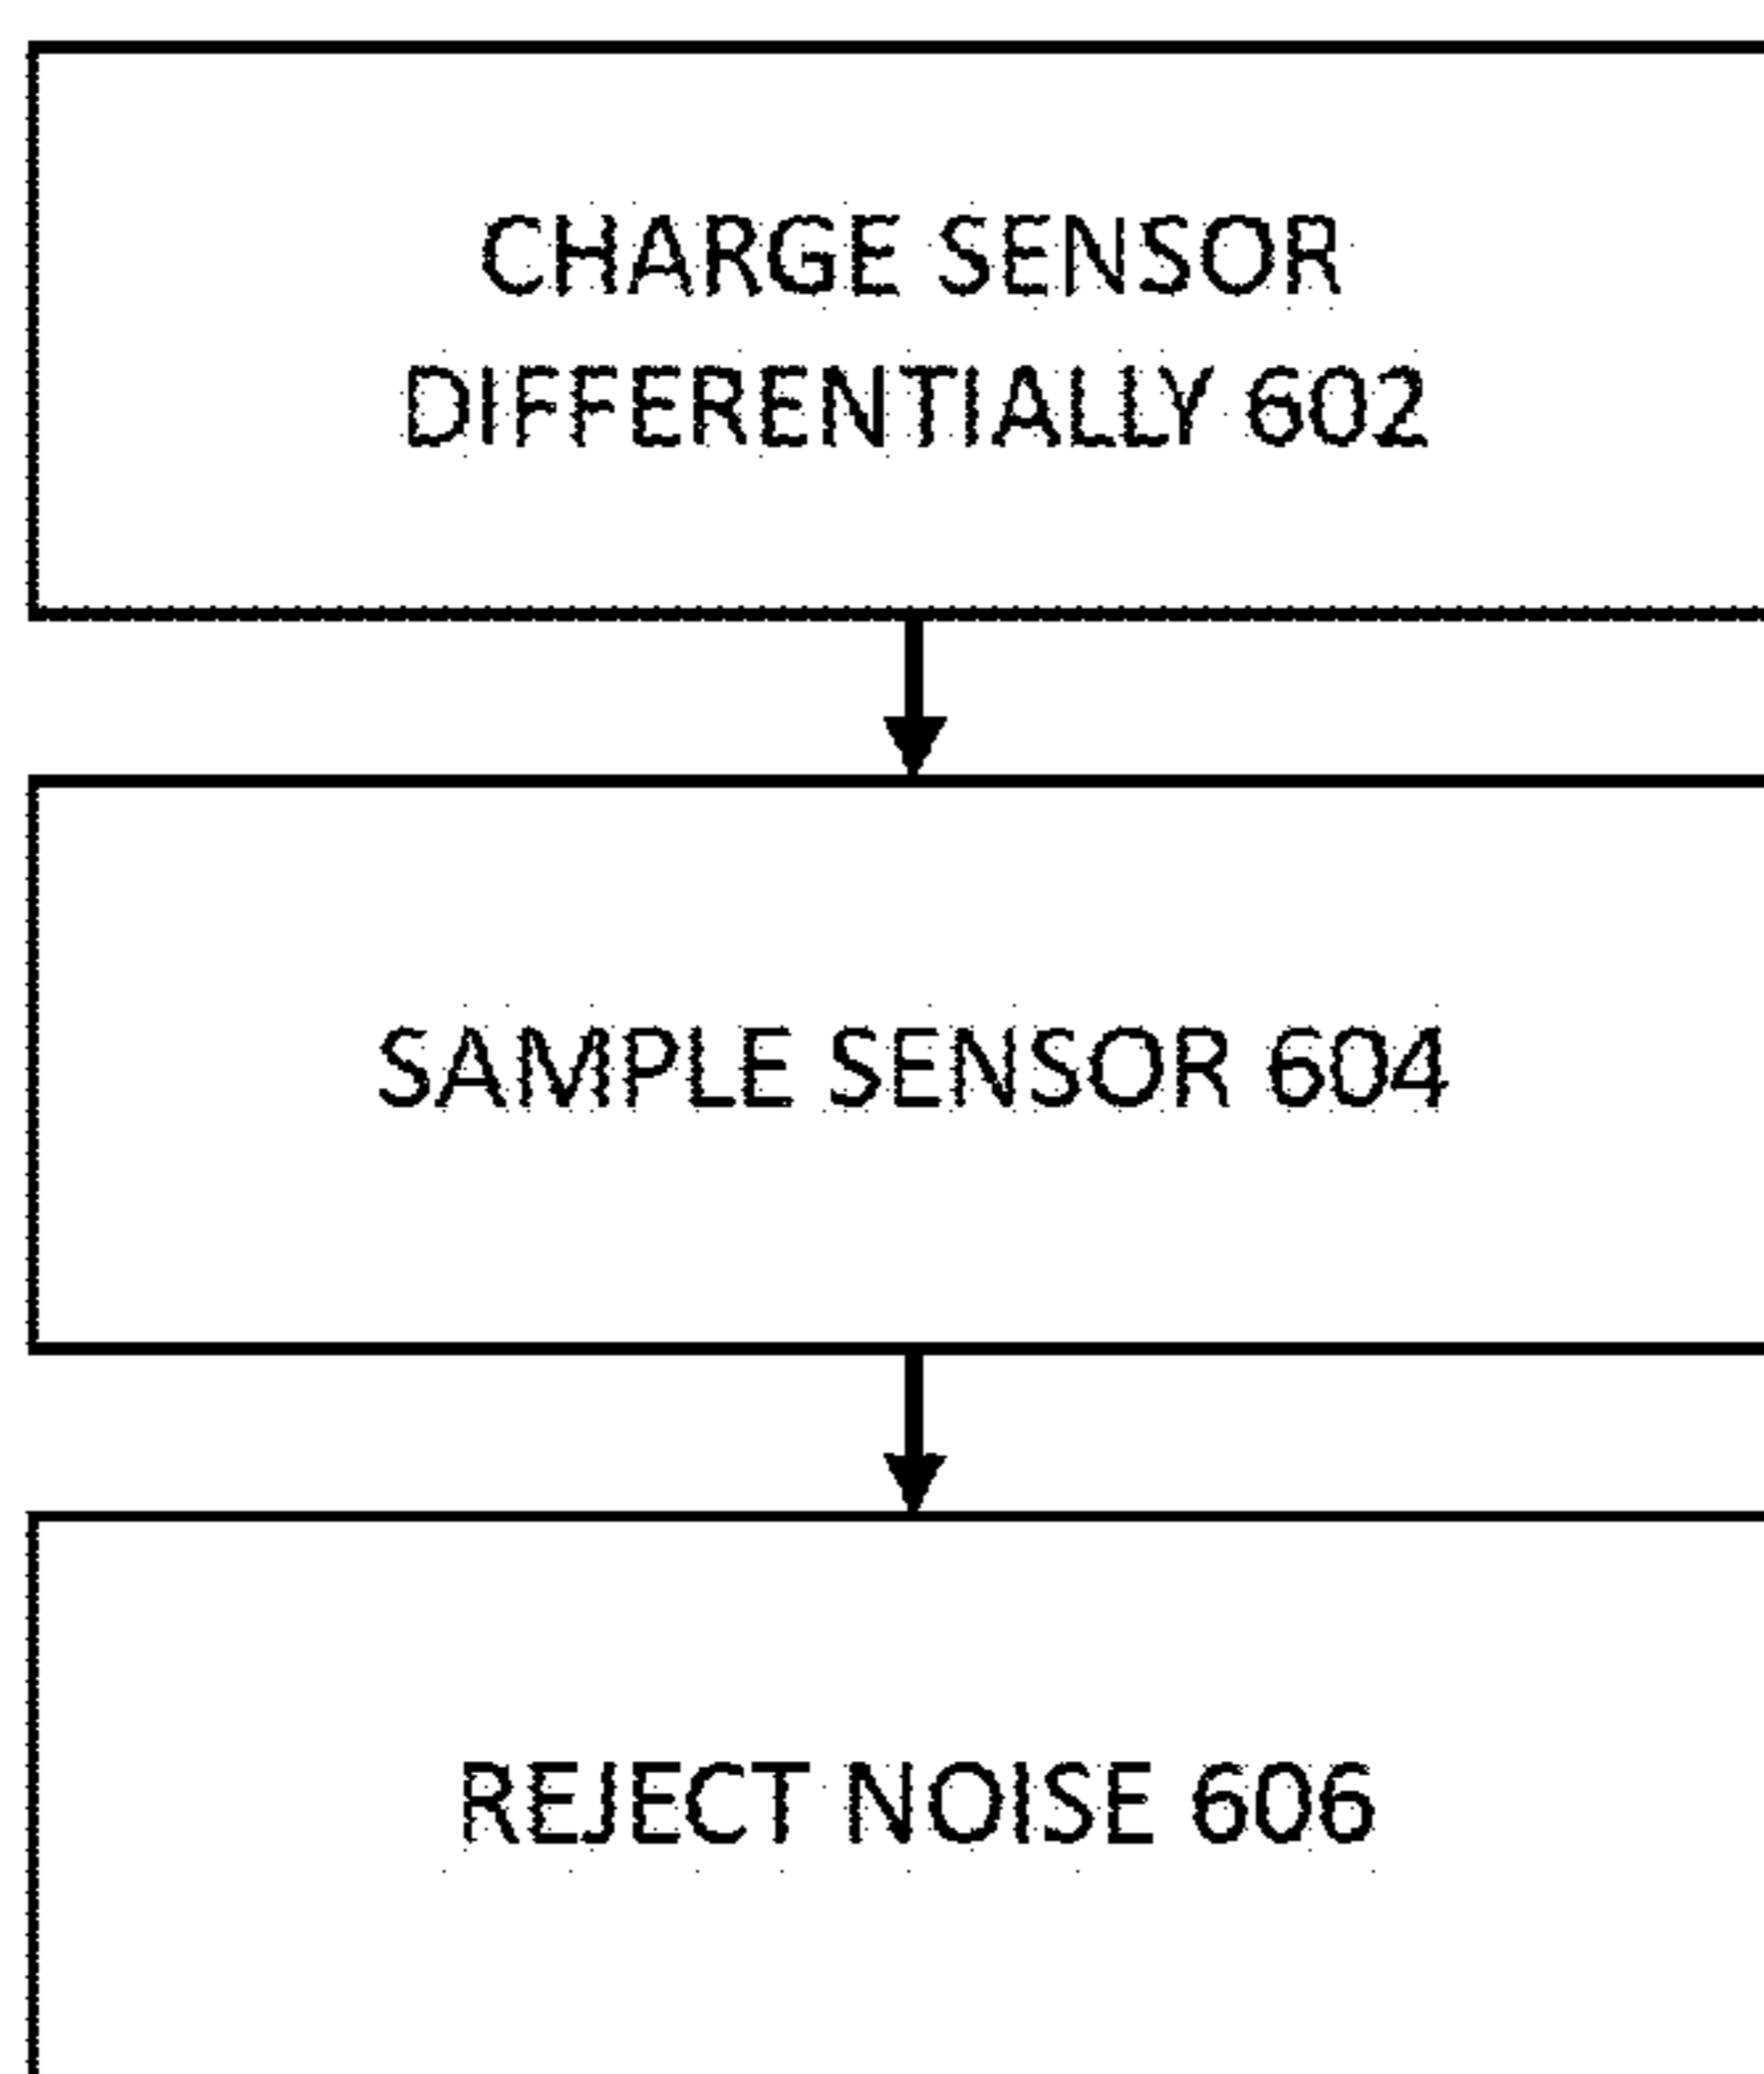 CHARGE SENSOR
DIFFERENTIALLY 602
SAMPLE SENSOR 604
REJECT NOISE 606